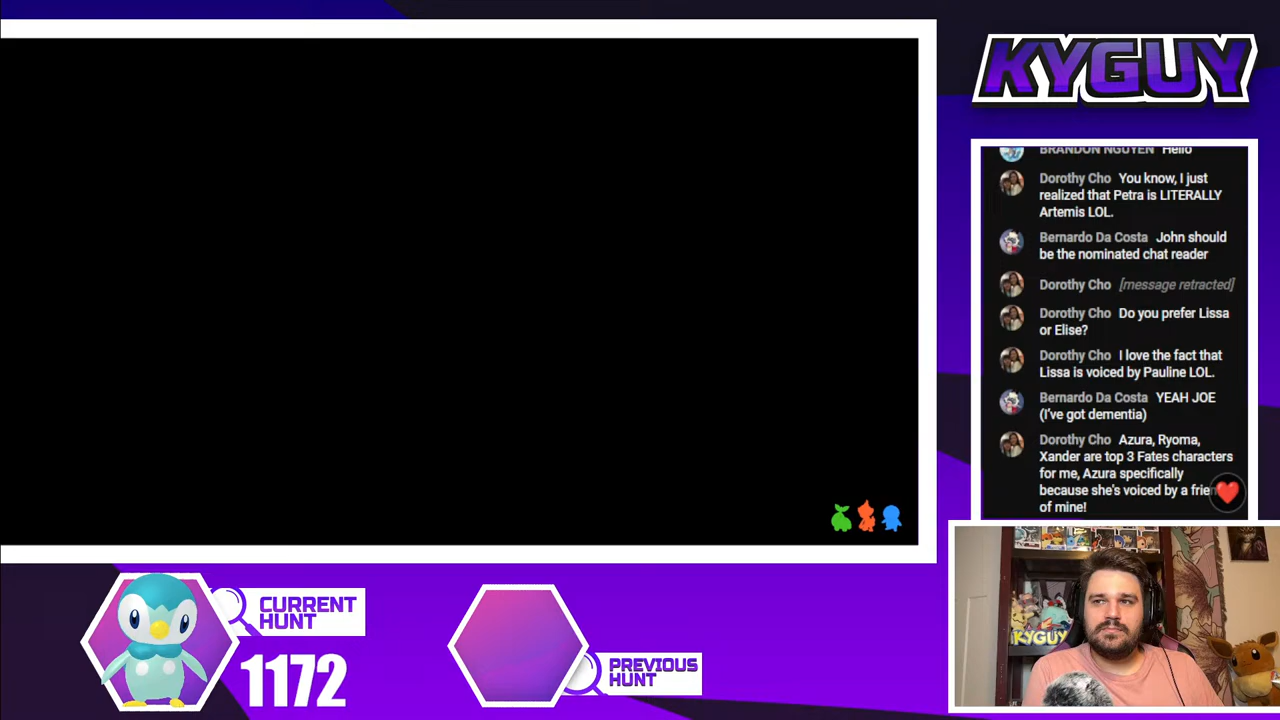 KYGUY
BRANDON NGUYEN Hello
Dorothy Cho You know, I just
realized that Petra is LITERALLY
Artemis LOL.
Bernardo Da Costa John should
be the nominated chat reader
Dorothy Cho [message retracted]
Dorothy Cho Do you prefer Lissa
or Elise?
Dorothy Cho I love the fact that
Lissa is voiced by Pauline LOL.
Bernardo Da Costa YEAH JOE
(I've got dementia)
Dorothy Cho Azura, Ryoma,
Xander are top 3 Fates characters
for me, Azura specifically
because she's voiced by a
of mine!
KYGUY
CURRENT
HUNT
1172
PREVIOUS
HUNT